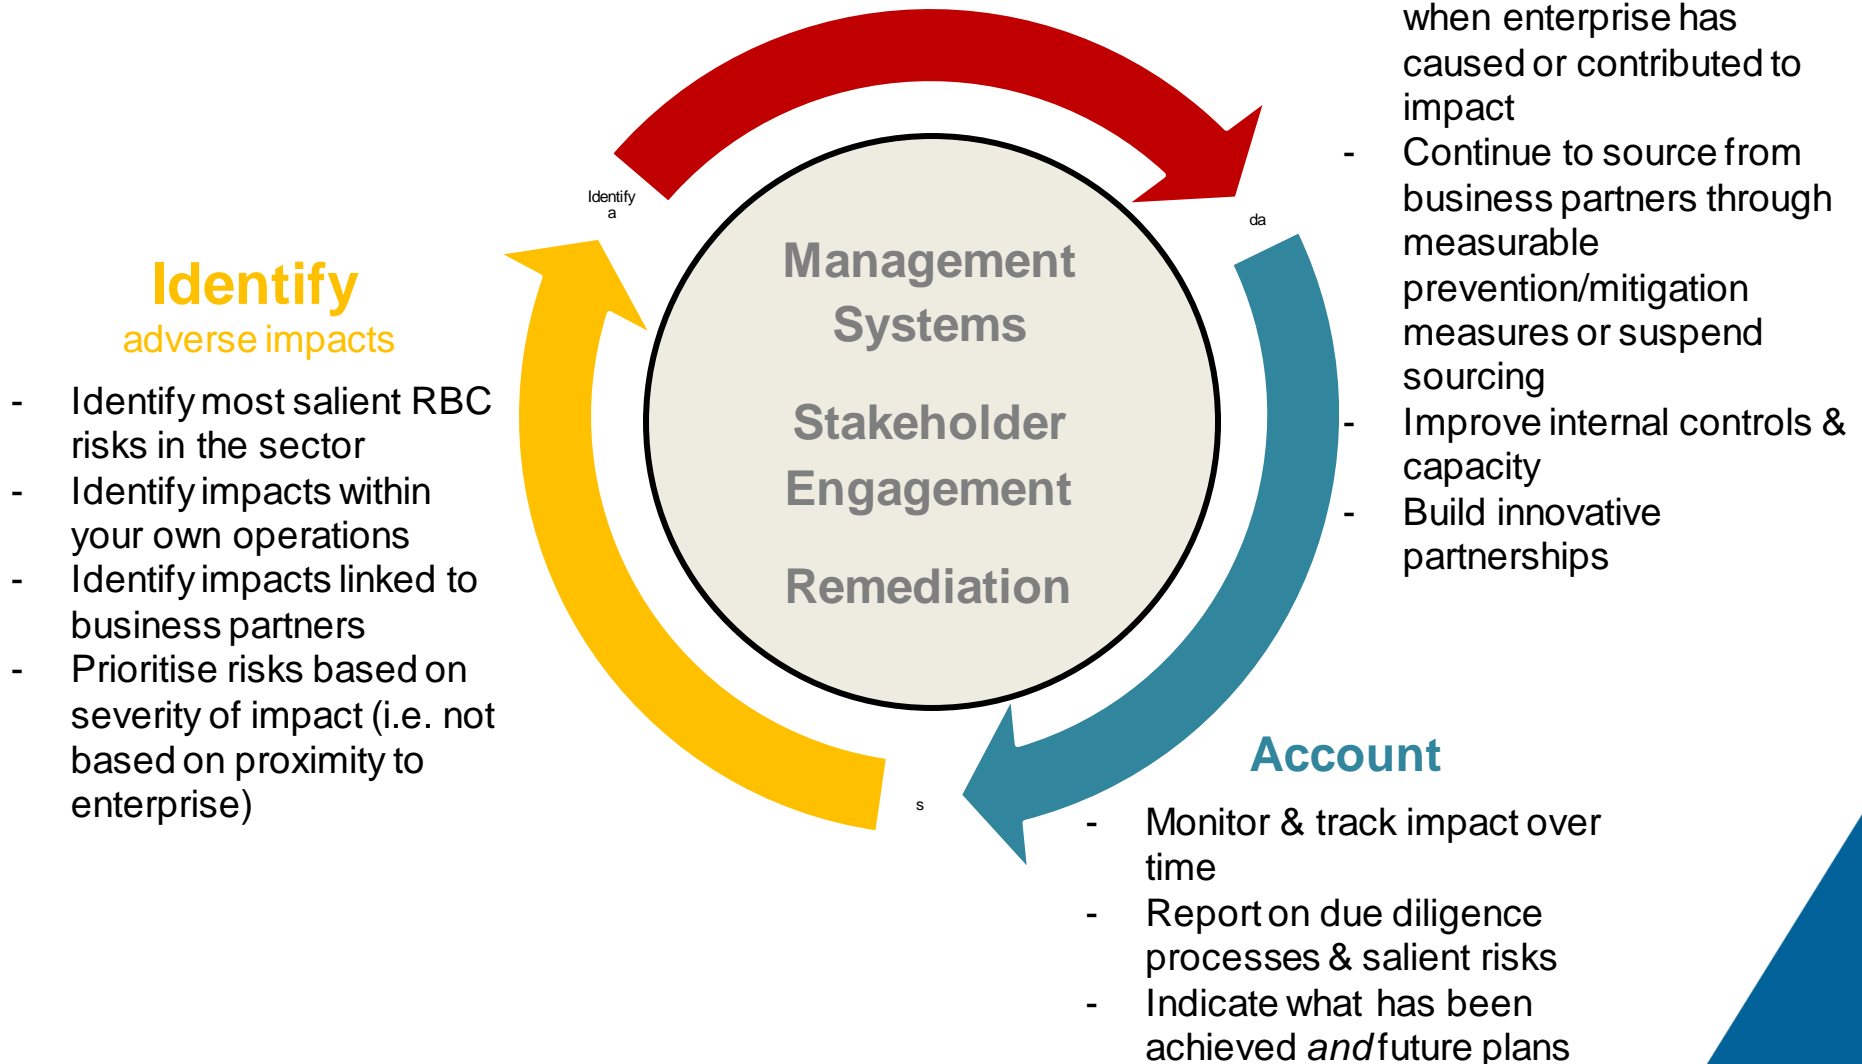 Identify
adverse impacts
- Identify most salient RBC
risks in the sector
- Identify impacts within
your own operations
- Identify impacts linked to
business partners
- Prioritise risks based on
severity of impact (i.e. not
based on proximity to
enterprise)
Identify
a
Management
Systems
Stakeholder
Engagement
Remediation
da
s
when enterprise has
caused or contributed to
impact
- Continue to source from
business partners through
measurable
prevention/mitigation
measures or suspend
sourcing
- Improve internal controls &
capacity
- Build innovative
partnerships
Account
- Monitor & track impact over
time
- Report on due diligence
processes & salient risks
- Indicate what has been
achieved and future plans